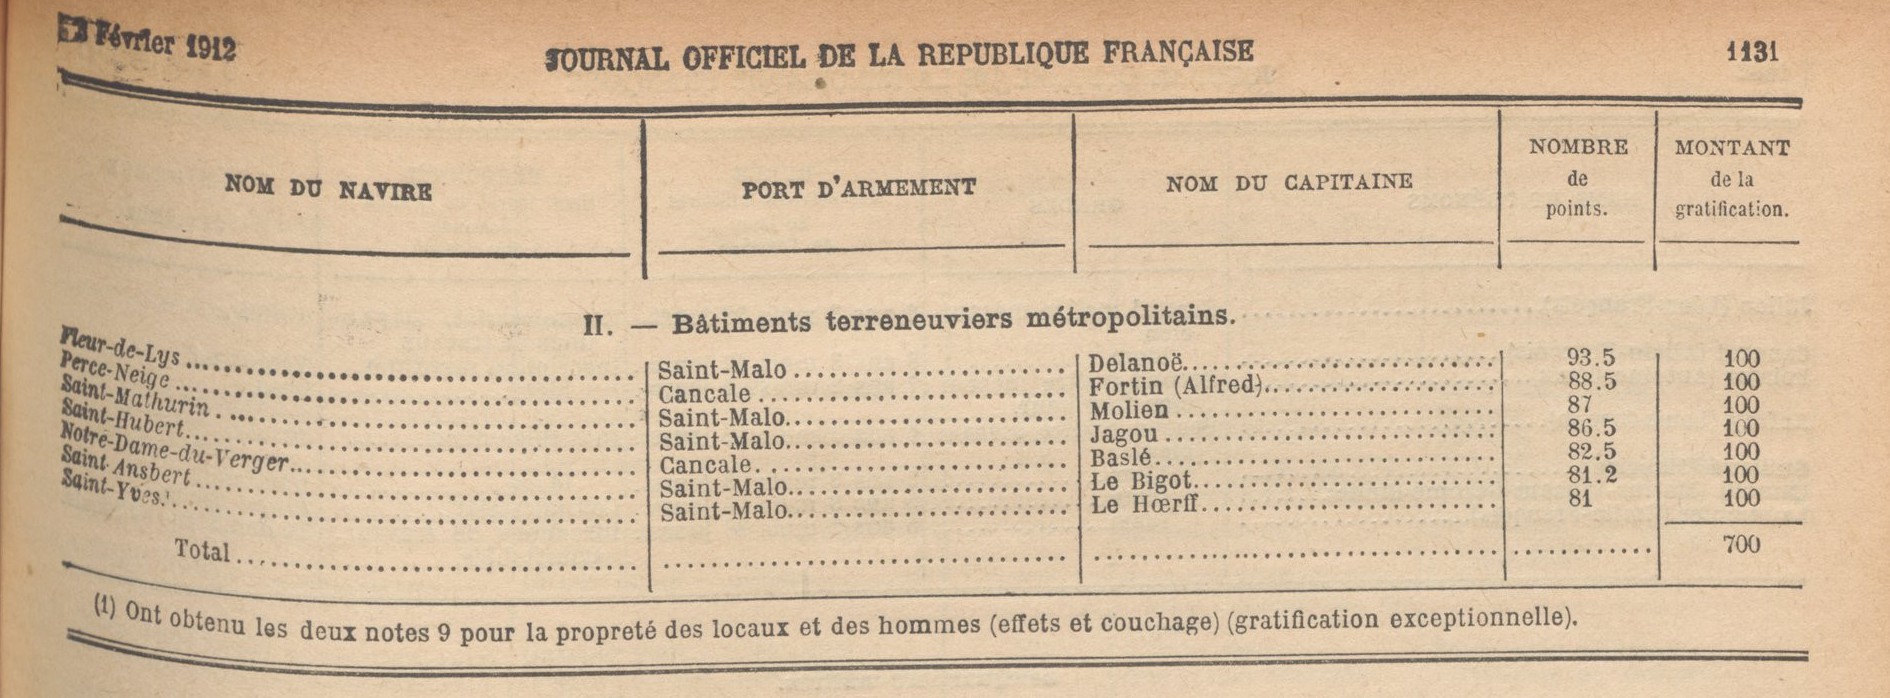 Février 1912 JOURNAL OFFICIEL DE LA REPUBLIQUE FRANÇAISE 1131
NOM DU NAVIRE PORT D'ARMEMENT NOM DU CAPITAINE NOMBRE de points. MONTANT de la gratification.
II. — Bâtiments terreneuviers métropolitains.
Fleur-de-Lys Saint-Malo Delanoë 93.5 100
Perce-Neige Cancale Fortin (Alfred) 88.5 100
Saint-Mathurin Saint-Malo Molien 87 100
Saint-Hubert Saint-Malo Jagou 86.5 100
Notre-Dame-du-Verger Cancale Baslé 82.5 100
Saint-Ansbert Saint-Malo Le Bigot 81.2 100
Saint-Yves Saint-Malo Le Hœrff 81 100
Total 700
(1) Ont obtenu les deux notes 9 pour la propreté des locaux et des hommes (effets et couchage) (gratification exceptionnelle).